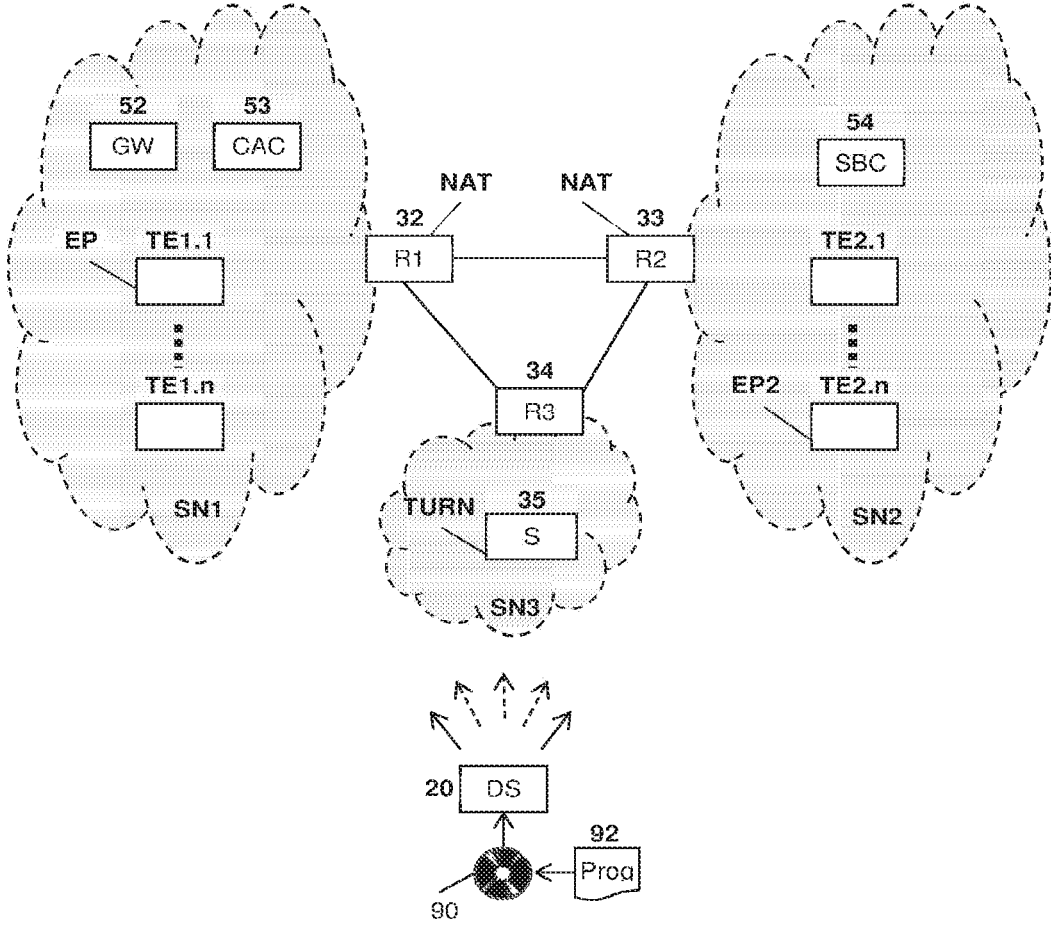 52 53
GW CAC
54
SBC
NAT NAT
32 33
R1 R2
EP TE1.1
TE2.1
34
R3
TE1.n
EP2 TE2.n
SN1
TURN 35
S
SN2
SN3
20 DS
92
Prog
90